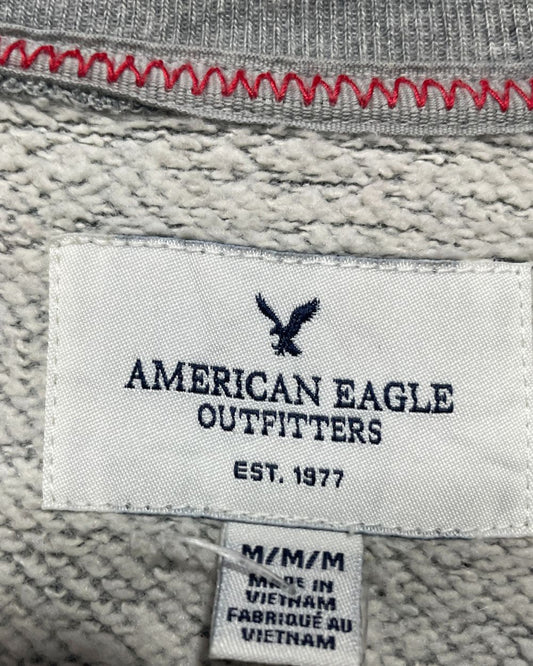 AMERICAN EAGLE
OUTFITTERS
EST. 1977
M/M/M
MADE IN
VIETNAM
FABRIQUÉ AU
VIETNAM